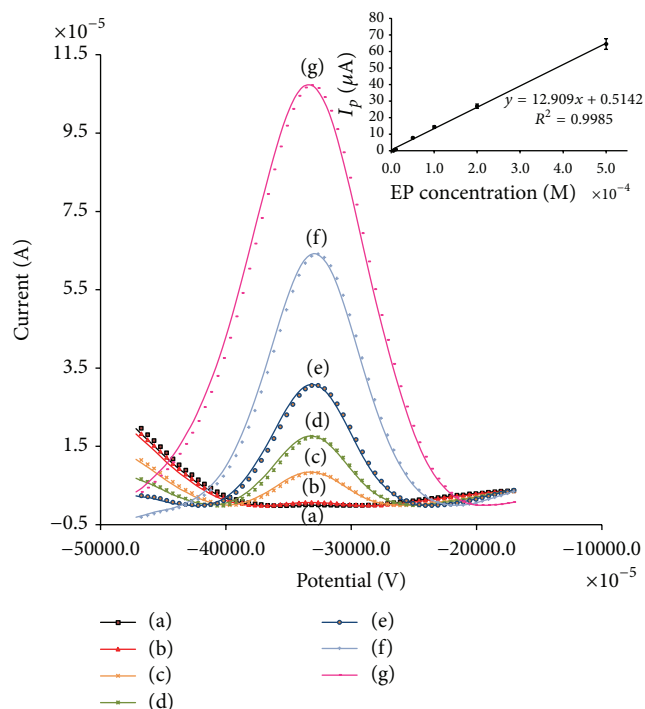 ×10⁻⁵
11.5
9.5
7.5
5.5
3.5
1.5
−0.5
Current (A)
−50000.0 −40000.0 −30000.0 −20000.0 −10000.0
Potential (V) ×10⁻⁵
(g)
(f)
(e)
(d)
(c)
(b)
(a)
80
70
60
50
40
30
20
10
0
I_p (μA)
y = 12.909x + 0.5142
R² = 0.9985
0.0 1.0 2.0 3.0 4.0 5.0
EP concentration (M) ×10⁻⁴
(a)
(b)
(c)
(d)
(e)
(f)
(g)